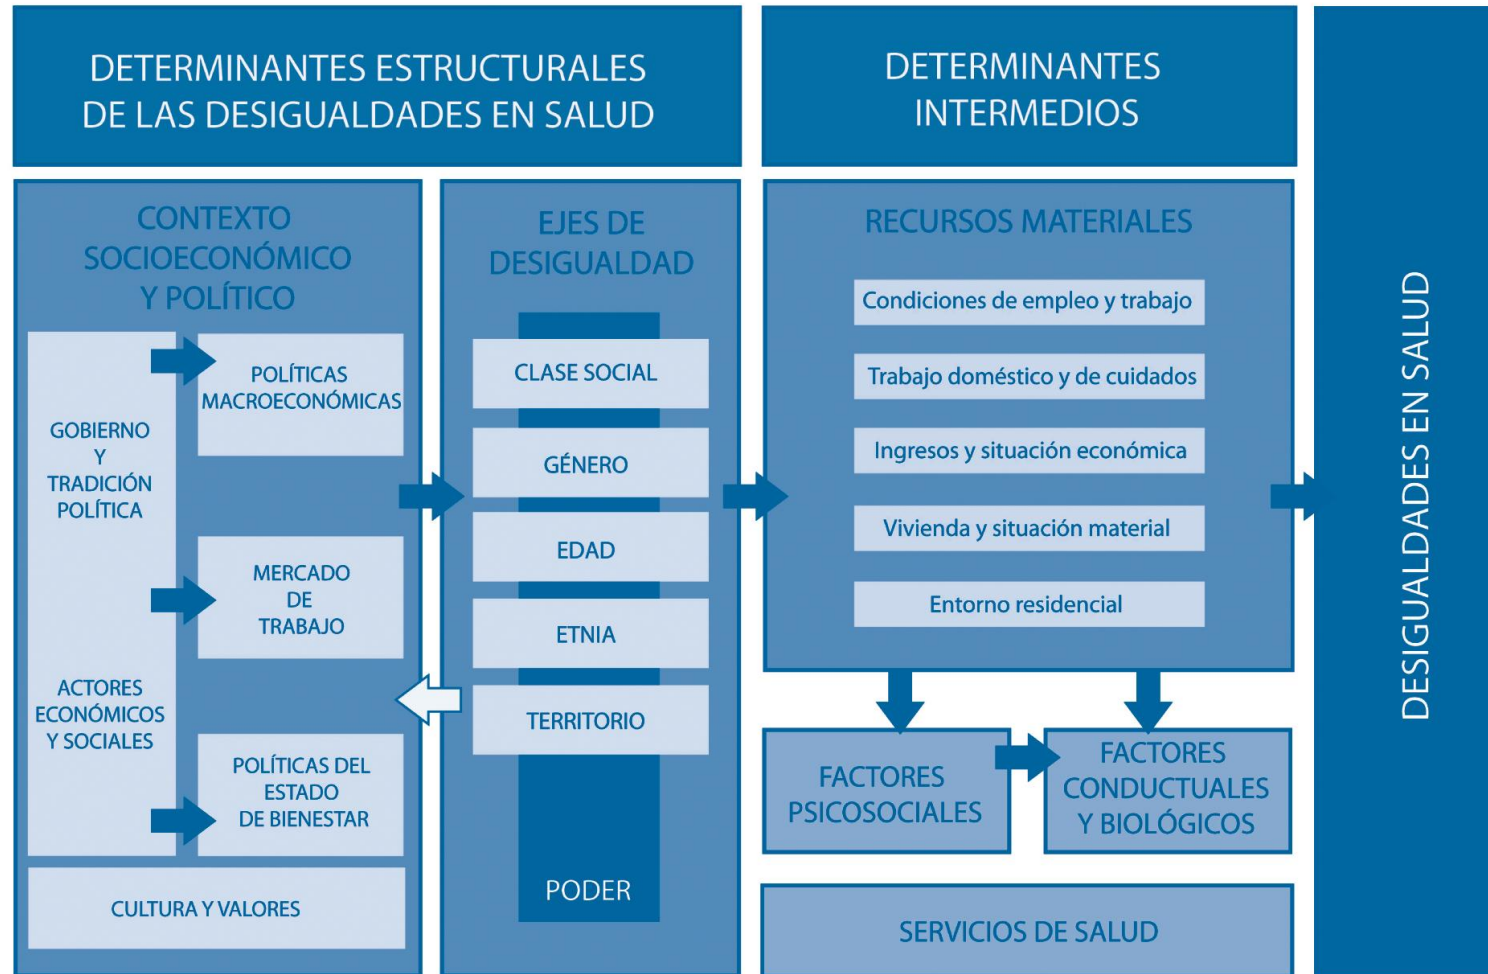 DETERMINANTES ESTRUCTURALES
DE LAS DESIGUALDADES EN SALUD
DETERMINANTES
INTERMEDIOS
CONTEXTO
SOCIOECONÓMICO
Y POLÍTICO
GOBIERNO
Y
TRADICIÓN
POLÍTICA
ACTORES
ECONÓMICOS
Y SOCIALES
POLÍTICAS
MACROECONÓMICAS
MERCADO
DE
TRABAJO
POLÍTICAS DEL
ESTADO
DE BIENESTAR
CULTURA Y VALORES
EJES DE
DESIGUALDAD
CLASE SOCIAL
GÉNERO
EDAD
ETNIA
TERRITORIO
PODER
RECURSOS MATERIALES
Condiciones de empleo y trabajo
Trabajo doméstico y de cuidados
Ingresos y situación económica
Vivienda y situación material
Entorno residencial
FACTORES
PSICOSOCIALES
FACTORES
CONDUCTUALES
Y BIOLÓGICOS
SERVICIOS DE SALUD
DESIGUALDADES EN SALUD